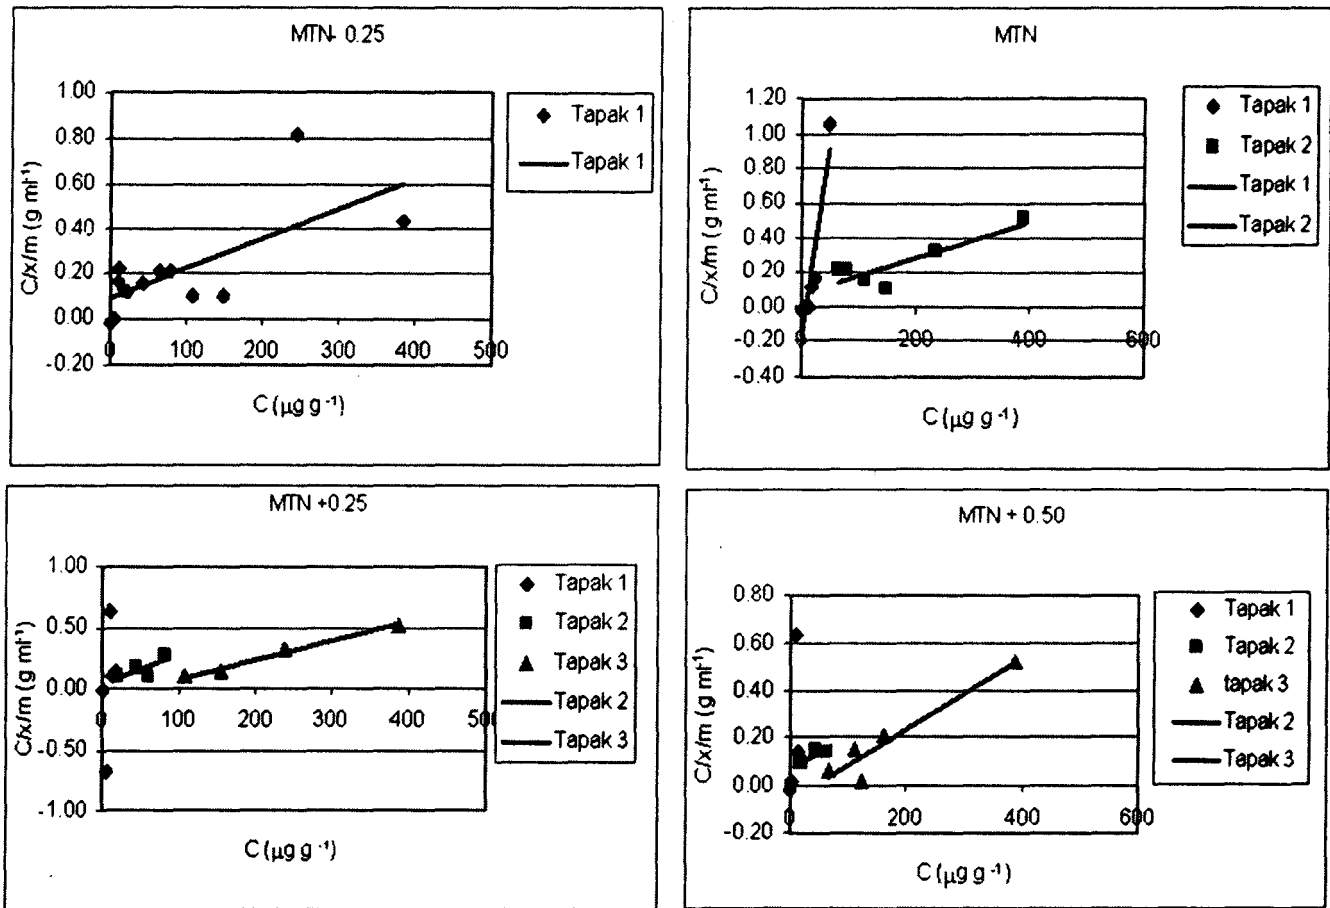 MTN- 0.25
1.00
0.80
0.60
0.40
0.20
0.00
-0.20
C/x/m (g ml⁻¹)
0 100 200 300 400 500
C (µg g⁻¹)
Tapak 1
Tapak 1
MTN
1.20
1.00
0.80
0.60
0.40
0.20
0.00
-0.20
-0.40
C/x/m (g ml⁻¹)
0 200 400 600
C (µg g⁻¹)
Tapak 1
Tapak 2
Tapak 1
Tapak 2
MTN +0.25
1.00
0.50
0.00
-0.50
-1.00
C/x/m (g ml⁻¹)
0 100 200 300 400 500
C (µg g⁻¹)
Tapak 1
Tapak 2
Tapak 3
Tapak 2
Tapak 3
MTN + 0.50
0.80
0.60
0.40
0.20
0.00
-0.20
C/x/m (g ml⁻¹)
0 200 400 600
C (µg g⁻¹)
Tapak 1
Tapak 2
tapak 3
Tapak 2
Tapak 3